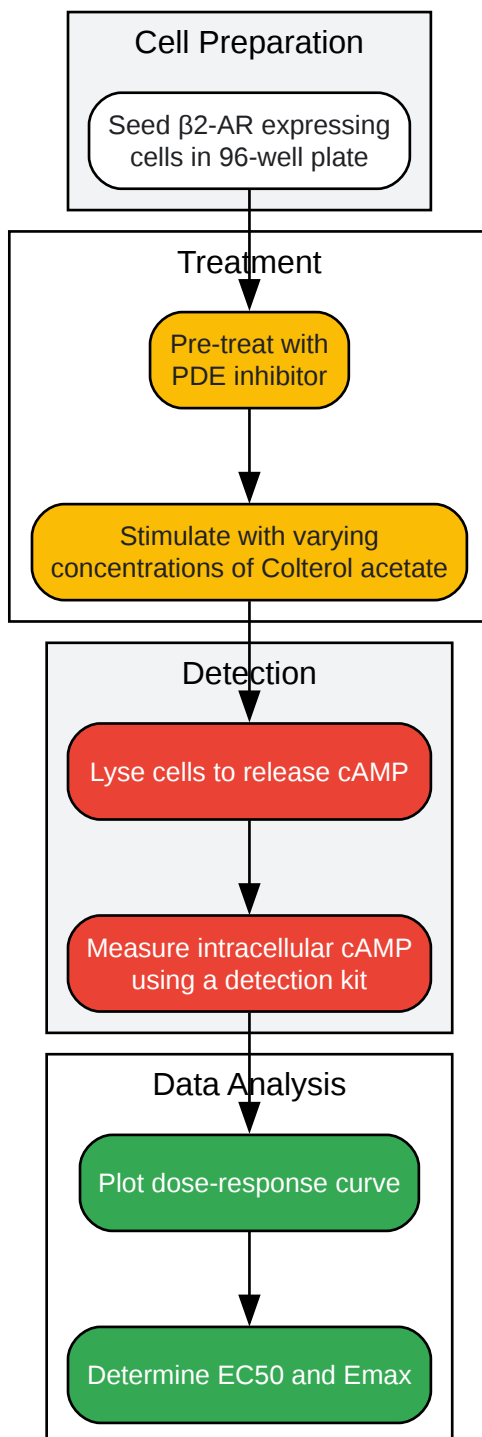 Cell Preparation
Seed β2-AR expressing
cells in 96-well plate
Treatment
Pre-treat with
PDE inhibitor
Stimulate with varying
concentrations of Colterol acetate
Detection
Lyse cells to release cAMP
Measure intracellular cAMP
using a detection kit
Data Analysis
Plot dose-response curve
Determine EC50 and Emax